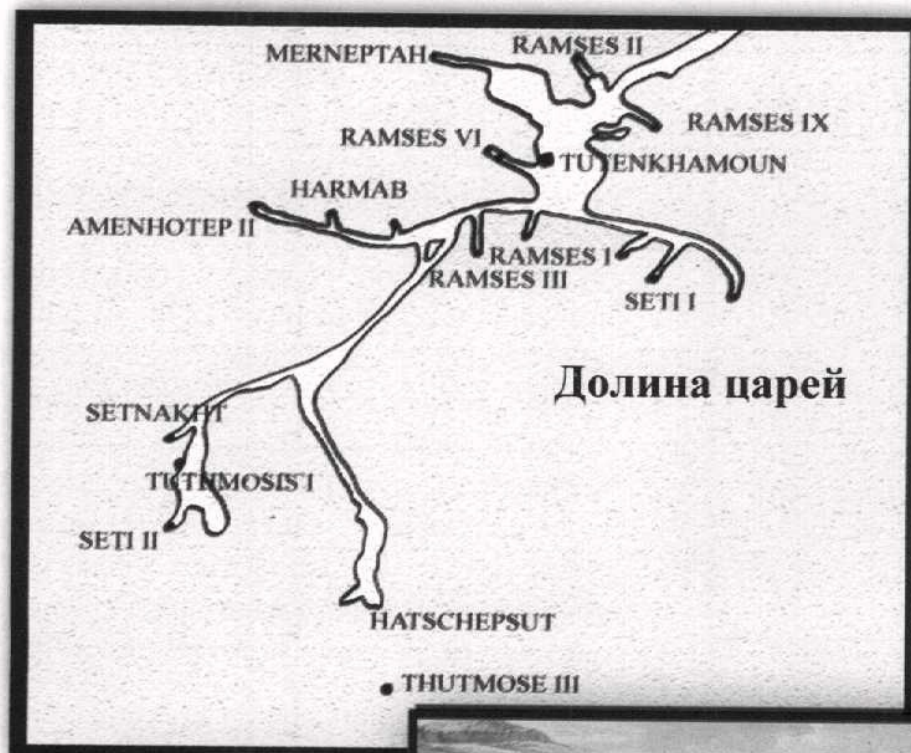 MERNEPTAH
RAMSES II
RAMSES IX
RAMSES VI
TUTENKHAMOUN
HARMAB
AMENHOTEP II
RAMSES I
RAMSES III
SETI I
Долина царей
SETNAKHT
TUTHMOSIS I
SETI II
HATSCHEPSUT
THUTMOSE III